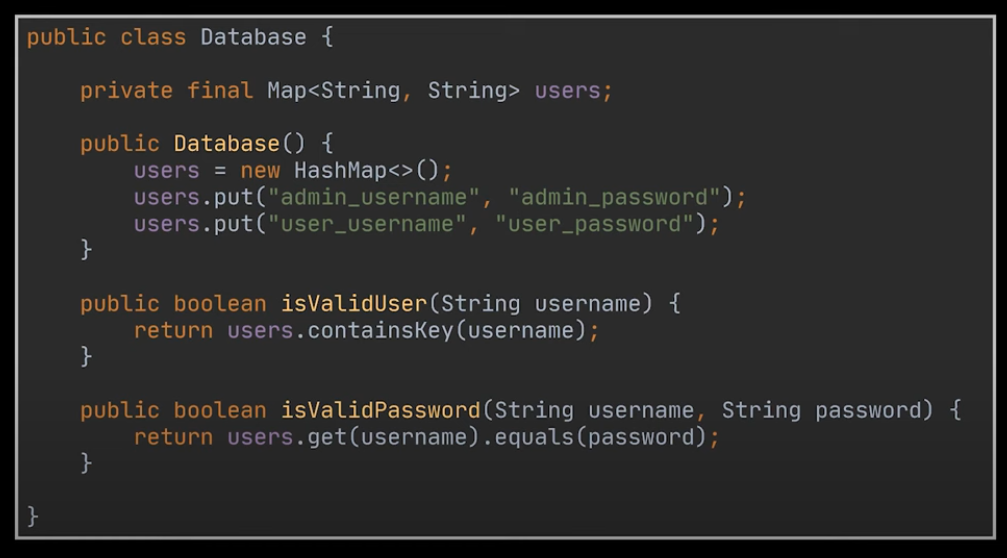 public class Database {
private final Map<String, String> users;
public Database() {
users = new HashMap<>();
users.put("admin_username", "admin_password");
users.put("user_username", "user_password");
}
public boolean isValidUser(String username) {
return users.containsKey(username);
}
public boolean isValidPassword(String username, String password) {
return users.get(username).equals(password);
}
}